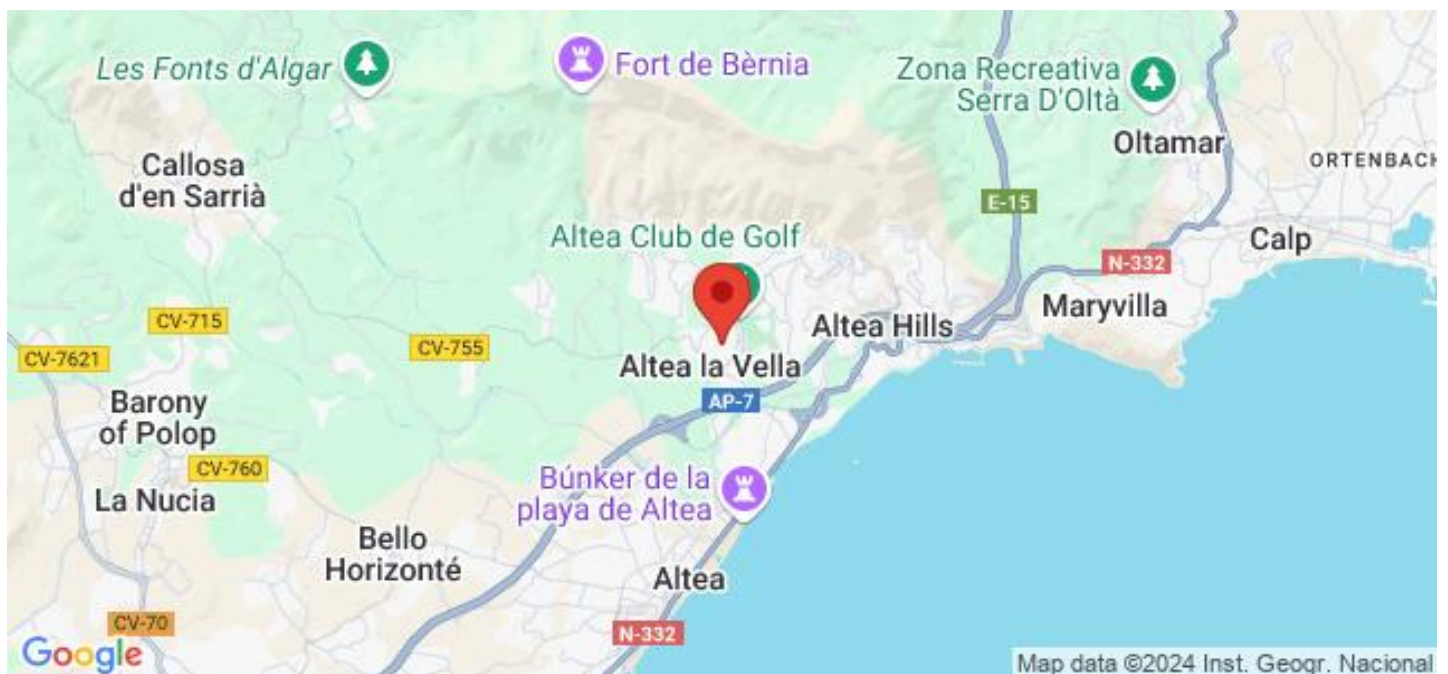 Les Fonts d'Algar
Fort de Bèrnia
Zona Recreativa
Serra D'Oltà
Oltamar
ORTENBACH
Callosa
d'en Sarrià
E-15
Altea Club de Golf
Calp
N-332
Maryvilla
CV-715
Altea Hills
CV-7621
CV-755
Altea la Vella
AP-7
Barony
of Polop
CV-760
La Nucia
Búnker de la
playa de Altea
Bello
Horizonté
Altea
CV-70
N-332
Google
Map data ©2024 Inst. Geogr. Nacional